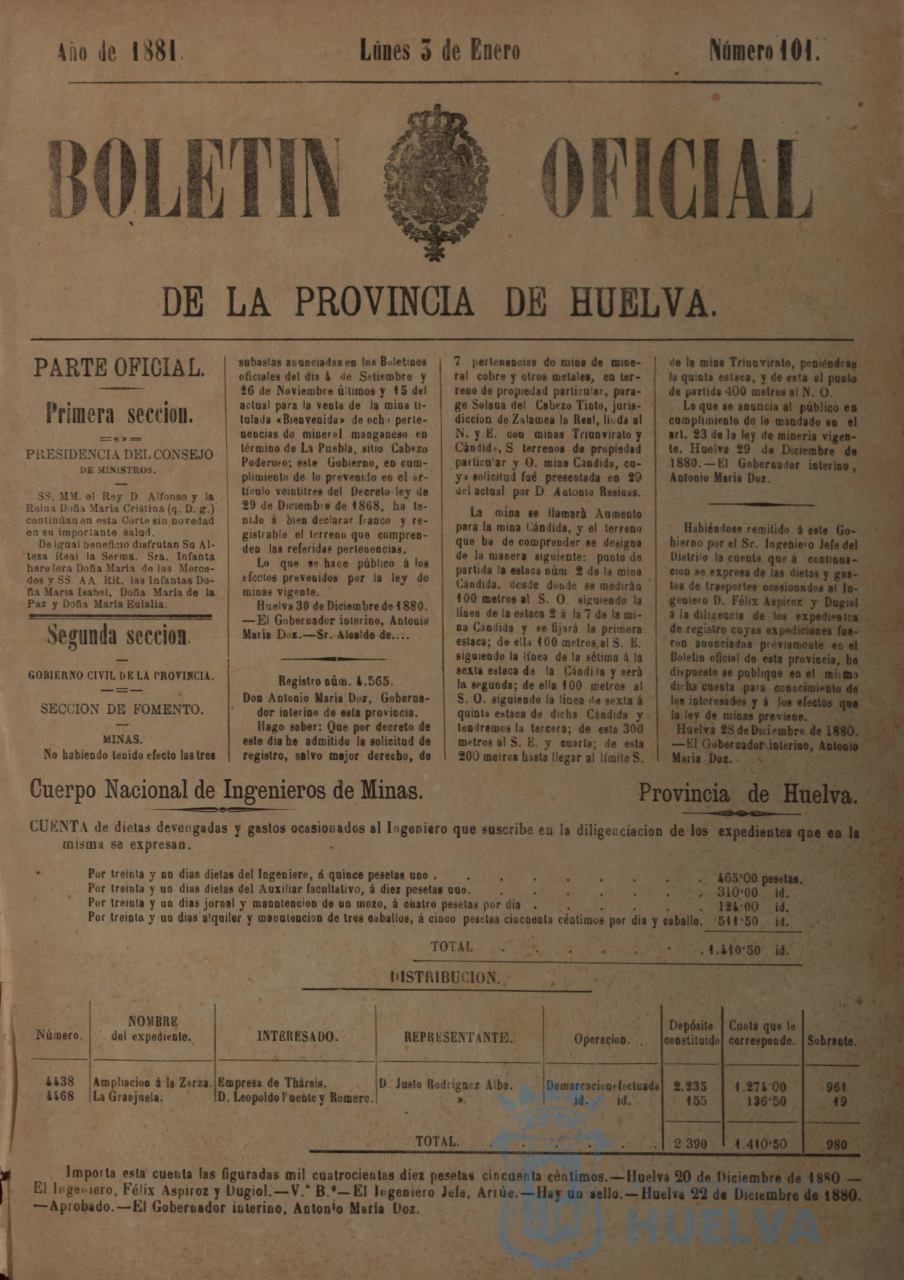 Año de 1881.
Lúnes 3 de Enero
Número 101.
BOLETIN OFICIAL
DE LA PROVINCIA DE HUELVA.
PARTE OFICIAL.
Primera seccion.
PRESIDENCIA DEL CONSEJO
DE MINISTROS.
SS. MM. el Rey D. Alfonso y la
Reina Doña María Cristina (q. D. g.)
continúan en esta Corte sin novedad
en su importante salud.
De igual beneficio disfrutan Su Al-
teza Real la Serma. Sra. Infanta
heredera Doña María de las Merce-
des y SS AA. RR. las Infantas Do-
ña María Isabel, Doña María de la
Paz y Doña María Eulalia.
Segunda seccion.
GOBIERNO CIVIL DE LA PROVINCIA.
SECCION DE FOMENTO.
MINAS.
No habiendo tenido efecto las tres
subastas anunciadas en los Boletines
oficiales del dia 4 de Setiembre y
26 de Noviembre últimos y 15 del
actual para la venta de la mina ti-
tulada «Bienvenida» de ocho perte-
nencias de mineral manganeso en
término de La Puebla, sitio Cabezo
Poderoso; este Gobierno, en cum-
plimiento de lo prevenido en el ar-
tículo veintitres del Decreto-ley de
29 de Diciembre de 1868, ha te-
nido á bien declarar franco y re-
gistrable el terreno que compren-
den las referidas pertenencias.
Lo que se hace público á los
efectos prevenidos por la ley de
minas vigente.
Huelva 30 de Diciembre de 1880.
—El Gobernador interino, Antonio
María Doz.—Sr. Alcalde de....
Registro núm. 4.565.
Don Antonio María Doz, Goberna-
dor interino de esta provincia.
Hago saber: Que por decreto de
este dia he admitido la solicitud de
registro, salvo mejor derecho, de
7 pertenencias de mina de mine-
ral cobre y otros metales, en ter-
reno de propiedad particular, para-
ge Solana del Cabezo Tinto, juris-
diccion de Zalamea la Real, linda al
N. y E. con minas Triunvirato y
Cándida, S terrenos de propiedad
particular y O. mina Cándida, cu-
ya solicitud fué presentada en 29
del actual por D. Antonio Resinas.
La mina se llamará Aumento
para la mina Cándida, y el terreno
que ha de comprender se designa
de la manera siguiente: punto de
partida la estaca núm 2 de la mina
Cándida, desde donde se medirán
100 metros al S. O. siguiendo la
línea de la estaca 2 á la 7 de la mi-
na Cándida y se fijará la primera
estaca; de ella 100 metros al S. E.
siguiendo la línea de la sétima á la
sexta estaca de la Cándida y será
la segunda; de ella 100 metros al
S. O. siguiendo la línea de sexta á
quinta estaca de dicha Cándida y
tendremos la tercera; de esta 300
metros al S. E. y cuarta; de esta
200 metros hasta llegar al límite S.
de la mina Triunvirato, poniéndose
la quinta estaca, y de esta al punto
de partida 400 metros al N. O.
Lo que se anuncia al público en
cumplimiento de lo mandado en el
art. 23 de la ley de minería vigen-
te. Huelva 29 de Diciembre de
1880.—El Gobernador interino,
Antonio María Doz.
Habiéndose remitido á este Go-
bierno por el Sr. Ingeniero Jefe del
Distrito la cuenta que á continua-
cion se expresa de las dietas y gas-
tos de trasportes ocasionados al In-
geniero D. Félix Aspiroz y Dugiol
á la diligencia de los expedientes
de registro cuyas expediciones fue-
ron anunciadas préviamente en el
Boletin oficial de esta provincia, he
dispuesto se publique en el mismo
dicha cuenta para conocimiento de
los interesados y á los efectos que
la ley de minas previene.
Huelva 28 de Diciembre de 1880.
—El Gobernador interino, Antonio
María Doz.
Cuerpo Nacional de Ingenieros de Minas.
Provincia de Huelva.
CUENTA de dietas devengadas y gastos ocasionados al Ingeniero que suscribe en la diligenciacion de los expedientes que en la
misma se expresan.
Por treinta y un dias dietas del Ingeniero, á quince pesetas uno . . . . . . . . 465'00 pesetas.
Por treinta y un dias dietas del Auxiliar facultativo, á diez pesetas uno. . . . . . . 310'00 id.
Por treinta y un dias jornal y manutencion de un mozo, á cuatro pesetas por dia . . . . . . 124'00 id.
Por treinta y un dias alquiler y manutencion de tres caballos, á cinco pesetas cincuenta céntimos por dia y caballo. 511'50 id.
TOTAL . . . . . . 1.410'50 id.
DISTRIBUCION.
Número. NOMBRE del expediente. INTERESADO. REPRESENTANTE. Operacion. Depósito constituido Cuota que le corresponde. Sobrante.
4438 Ampliacion á la Zarza. Empresa de Thársis. D. Justo Rodriguez Alba. Demarcacion efectuada 2.235 1.274'00 961
4468 La Granjuela. D. Leopoldo Puente y Romero. » id. id. 155 136'50 19
TOTAL. . . . . . . 2 390 1.410'50 980
Importa esta cuenta las figuradas mil cuatrocientas diez pesetas cincuenta céntimos.—Huelva 20 de Diciembre de 1880 —
El Ingeniero, Félix Aspiroz y Dugiol.—V.° B.°—El Ingeniero Jefe, Arrúe.—Hay un sello.—Huelva 22 de Diciembre de 1880.
—Aprobado.—El Gobernador interino, Antonio María Doz.
HUELVA